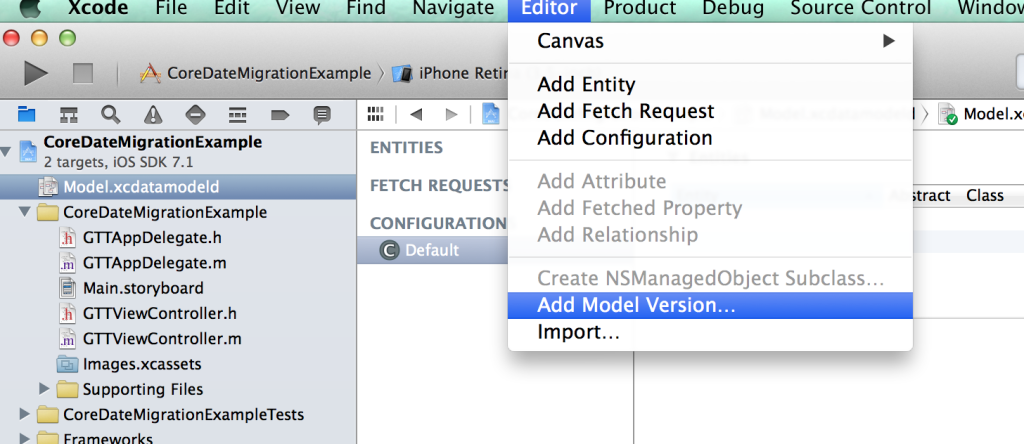 Xcode File Edit View Find Navigate Editor Product Debug Source Control Window
CoreDateMigrationExample iPhone Retin
CoreDateMigrationExample
2 targets, iOS SDK 7.1
Model.xcdatamodeld
CoreDateMigrationExample
GTTAppDelegate.h
GTTAppDelegate.m
Main.storyboard
GTTViewController.h
GTTViewController.m
Images.xcassets
Supporting Files
CoreDateMigrationExampleTests
Frameworks
ENTITIES
FETCH REQUESTS
CONFIGURATION
C Default
Canvas
Add Entity
Add Fetch Request
Add Configuration
Add Attribute
Add Fetched Property
Add Relationship
Create NSManagedObject Subclass...
Add Model Version...
Import...
Model.xc
stract Class